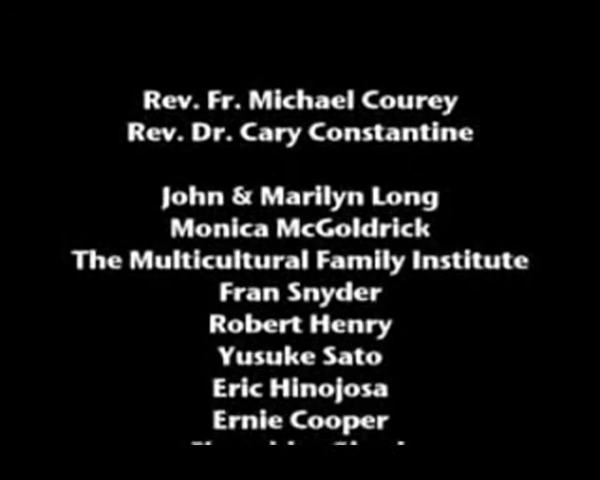 Rev. Fr. Michael Courey
Rev. Dr. Cary Constantine
John & Marilyn Long
Monica McGoldrick
The Multicultural Family Institute
Fran Snyder
Robert Henry
Yusuke Sato
Eric Hinojosa
Ernie Cooper